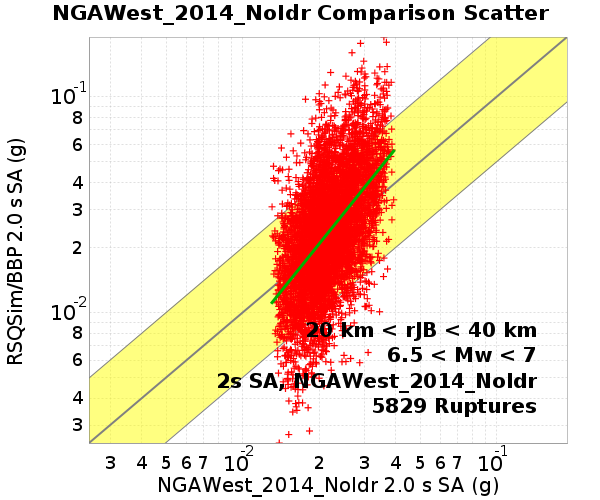 NGAWest_2014_NoIdr Comparison Scatter
RSQSim/BBP 2.0 s SA (g)
10-1
8
6
4
3
2
10-2
8
6
4
3
20 km < rJB < 40 km
6.5 < Mw < 7
2s SA, NGAWest_2014_NoIdr
5829 Ruptures
3 4 5 6 7 10-2 2 3 4 5 6 7 10-1
NGAWest_2014_NoIdr 2.0 s SA (g)